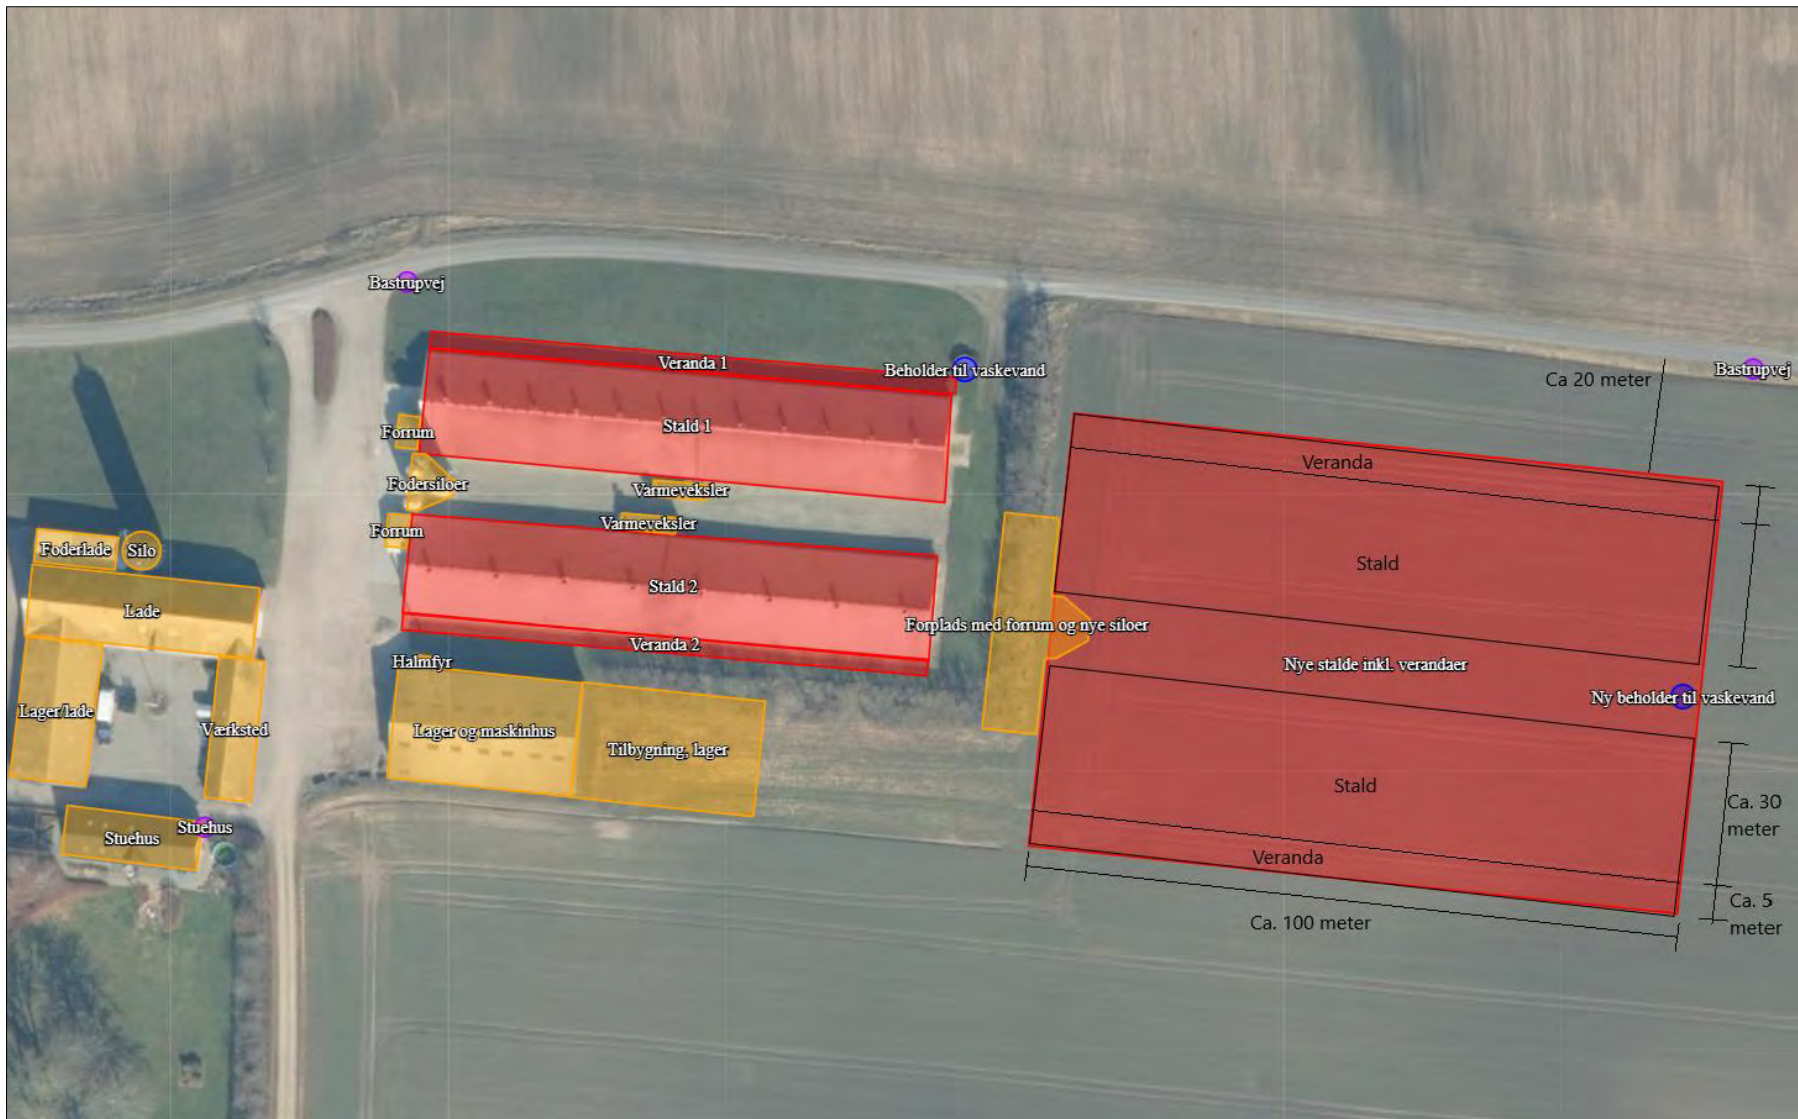 Bastrupvej
Veranda 1
Beholder til vaskevand
Bastrupvej
Ca 20 meter
Stald 1
Forrum
Veranda
Fodersiloer
Varmeveksler
Varmeveksler
Forrum
Foderlade
Silo
Stald
Stald 2
Lade
Forplads med forrum og nye siloer
Veranda 2
Halmfyr
Nye stalde inkl. verandaer
Ny beholder til vaskevand
Lager/lade
Værksted
Lager og maskinhus
Tilbygning, lager
Stald
Ca. 30
meter
Stuehus
Stuehus
Veranda
Ca. 5
meter
Ca. 100 meter